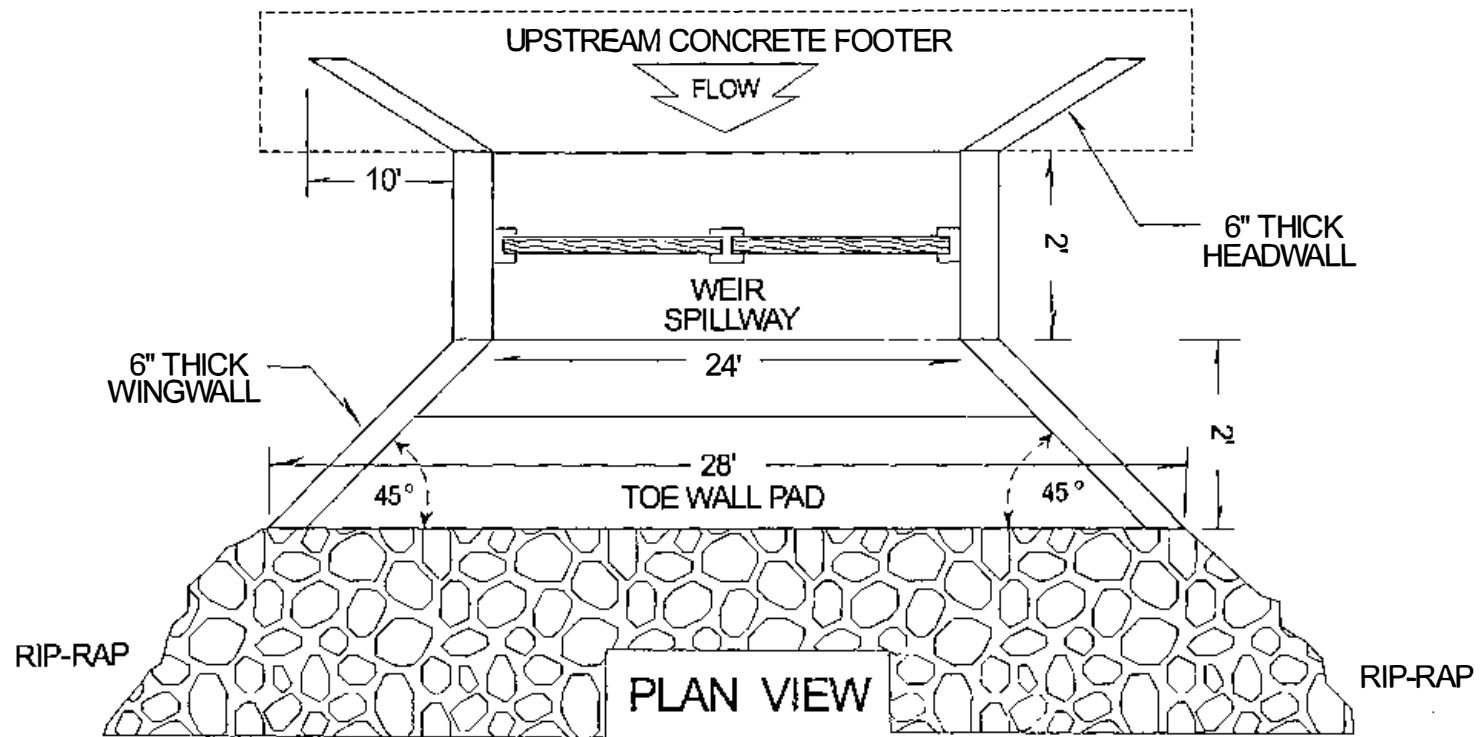 UPSTREAM CONCRETE FOOTER
FLOW
10'
2'
6" THICK
HEADWALL
WEIR
SPILLWAY
6" THICK
WINGWALL
24'
2'
28'
45°
TOE WALL PAD
45°
RIP-RAP
PLAN VIEW
RIP-RAP